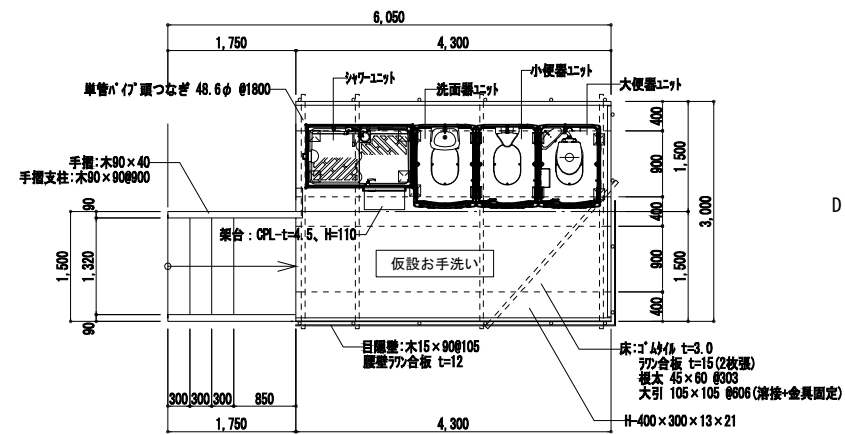 6,050
1,750
4,300
単管パイプ頭つなぎ 48.6φ @1800
シャワーユニット
洗面器ユニット
小便器ユニット
大便器ユニット
手摺:木90×40
手摺支柱:木90×90@900
400
900
400
900
400
1,500
1,500
3,000
D
90
1,320
90
1,500
架台:CPL-t=4.5、H=110
仮設お手洗い
目隠壁:木15×90@105
腰壁ラワン合板 t=12
床:ゴムタイル t=3.0
ラワン合板 t=15(2枚張)
根太 45×60 @303
大引 105×105 @606(溶接+金具固定)
H-400×300×13×21
300
300
300
850
1,750
4,300